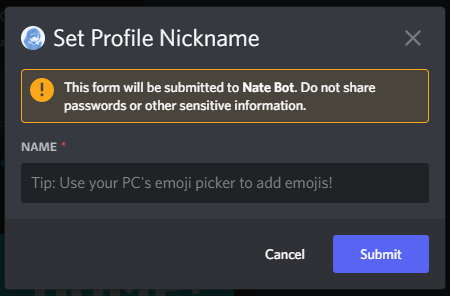 Set Profile Nickname
This form will be submitted to Nate Bot. Do not share
passwords or other sensitive information.
NAME *
Tip: Use your PC's emoji picker to add emojis!
Cancel
Submit